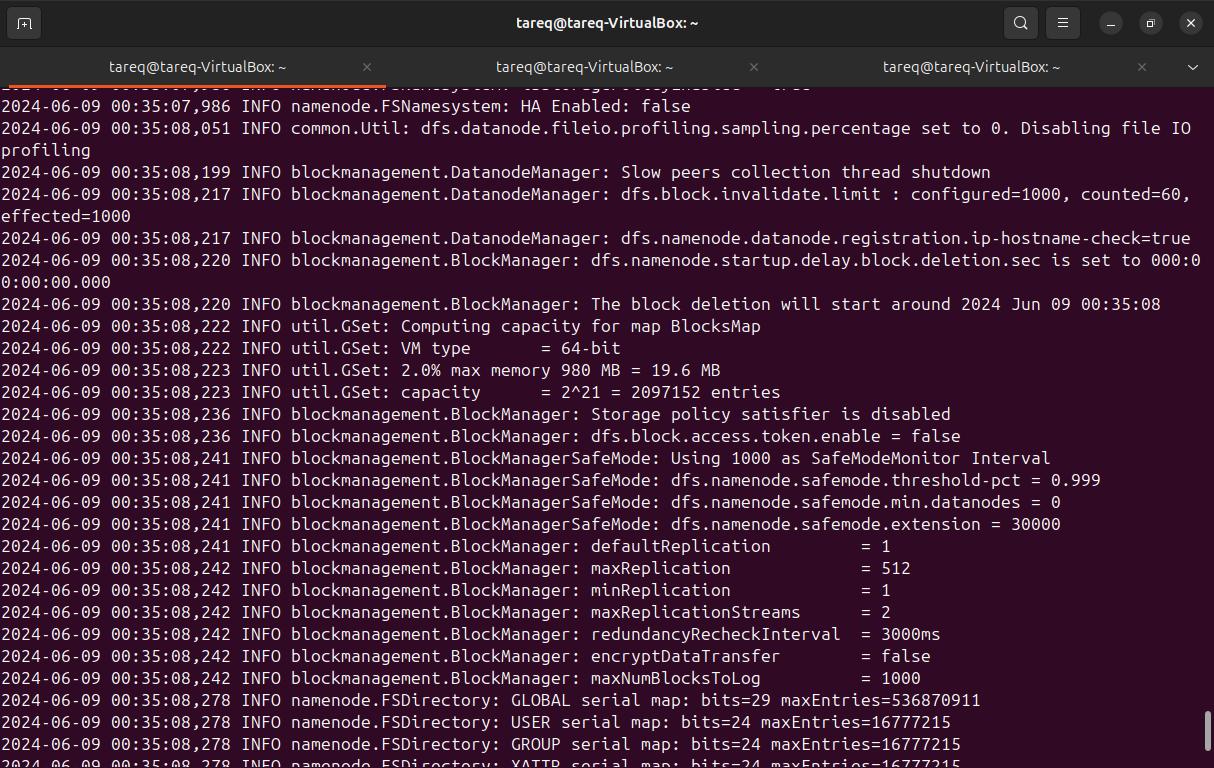 tareq@tareq-VirtualBox: ~
tareq@tareq-VirtualBox: ~ tareq@tareq-VirtualBox: ~ tareq@tareq-VirtualBox: ~
2024-06-09 00:35:07,986 INFO namenode.FSNamesystem: HA Enabled: false
2024-06-09 00:35:08,051 INFO common.Util: dfs.datanode.fileio.profiling.sampling.percentage set to 0. Disabling file IO
profiling
2024-06-09 00:35:08,199 INFO blockmanagement.DatanodeManager: Slow peers collection thread shutdown
2024-06-09 00:35:08,217 INFO blockmanagement.DatanodeManager: dfs.block.invalidate.limit : configured=1000, counted=60,
effected=1000
2024-06-09 00:35:08,217 INFO blockmanagement.DatanodeManager: dfs.namenode.datanode.registration.ip-hostname-check=true
2024-06-09 00:35:08,220 INFO blockmanagement.BlockManager: dfs.namenode.startup.delay.block.deletion.sec is set to 000:0
0:00:00.000
2024-06-09 00:35:08,220 INFO blockmanagement.BlockManager: The block deletion will start around 2024 Jun 09 00:35:08
2024-06-09 00:35:08,222 INFO util.GSet: Computing capacity for map BlocksMap
2024-06-09 00:35:08,222 INFO util.GSet: VM type       = 64-bit
2024-06-09 00:35:08,223 INFO util.GSet: 2.0% max memory 980 MB = 19.6 MB
2024-06-09 00:35:08,223 INFO util.GSet: capacity      = 2^21 = 2097152 entries
2024-06-09 00:35:08,236 INFO blockmanagement.BlockManager: Storage policy satisfier is disabled
2024-06-09 00:35:08,236 INFO blockmanagement.BlockManager: dfs.block.access.token.enable = false
2024-06-09 00:35:08,241 INFO blockmanagement.BlockManagerSafeMode: Using 1000 as SafeModeMonitor Interval
2024-06-09 00:35:08,241 INFO blockmanagement.BlockManagerSafeMode: dfs.namenode.safemode.threshold-pct = 0.999
2024-06-09 00:35:08,241 INFO blockmanagement.BlockManagerSafeMode: dfs.namenode.safemode.min.datanodes = 0
2024-06-09 00:35:08,241 INFO blockmanagement.BlockManagerSafeMode: dfs.namenode.safemode.extension = 30000
2024-06-09 00:35:08,241 INFO blockmanagement.BlockManager: defaultReplication         = 1
2024-06-09 00:35:08,242 INFO blockmanagement.BlockManager: maxReplication             = 512
2024-06-09 00:35:08,242 INFO blockmanagement.BlockManager: minReplication             = 1
2024-06-09 00:35:08,242 INFO blockmanagement.BlockManager: maxReplicationStreams      = 2
2024-06-09 00:35:08,242 INFO blockmanagement.BlockManager: redundancyRecheckInterval  = 3000ms
2024-06-09 00:35:08,242 INFO blockmanagement.BlockManager: encryptDataTransfer        = false
2024-06-09 00:35:08,242 INFO blockmanagement.BlockManager: maxNumBlocksToLog          = 1000
2024-06-09 00:35:08,278 INFO namenode.FSDirectory: GLOBAL serial map: bits=29 maxEntries=536870911
2024-06-09 00:35:08,278 INFO namenode.FSDirectory: USER serial map: bits=24 maxEntries=16777215
2024-06-09 00:35:08,278 INFO namenode.FSDirectory: GROUP serial map: bits=24 maxEntries=16777215
2024-06-09 00:35:08,278 INFO namenode.FSDirectory: XATTR serial map: bits=24 maxEntries=16777215